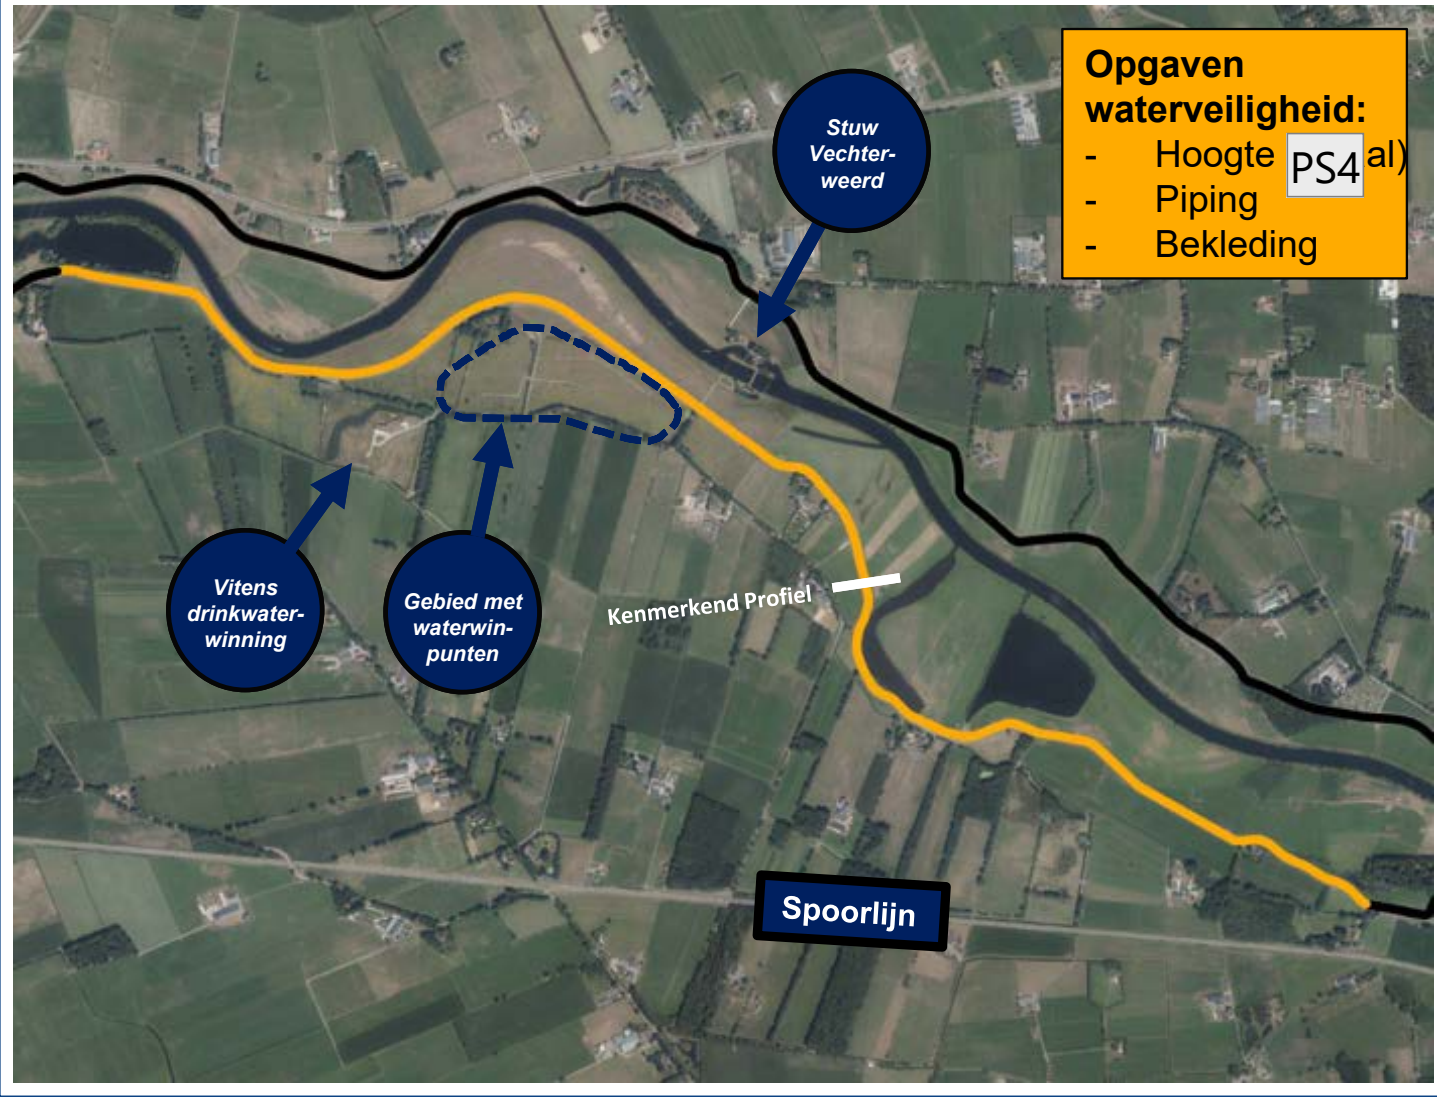 Opgaven
waterveiligheid:
- Hoogte PS4 al)
- Piping
- Bekleding
Stuw
Vechter-
weerd
Vitens
drinkwater-
winning
Gebied met
waterwin-
punten
Kenmerkend Profiel
Spoorlijn